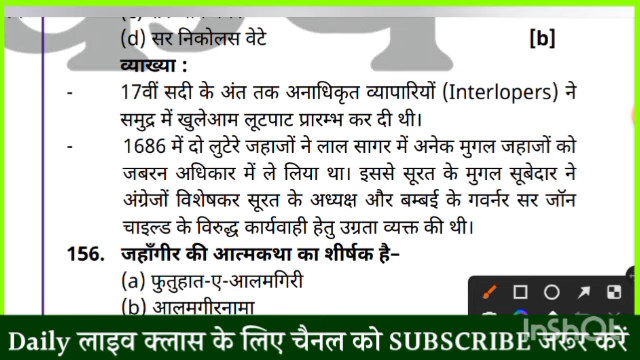 (d) सर निकोलस वेटे [b]
व्याख्या :
- 17वीं सदी के अंत तक अनाधिकृत व्यापारियों (Interlopers) ने
समुद्र में खुलेआम लूटपाट प्रारम्भ कर दी थी।
- 1686 में दो लुटेरे जहाजों ने लाल सागर में अनेक मुगल जहाजों को
जबरन अधिकार में ले लिया था। इससे सूरत के मुगल सूबेदार ने
अंग्रेजों विशेषकर सूरत के अध्यक्ष और बम्बई के गवर्नर सर जॉन
चाइल्ड के विरुद्ध कार्यवाही हेतु उग्रता व्यक्त की थी।
156. जहाँगीर की आत्मकथा का शीर्षक है–
(a) फुतुहात-ए-आलमगिरी
(b) आलमगीरनामा
InShOt
Daily लाइव क्लास के लिए चैनल को SUBSCRIBE जरूर करें